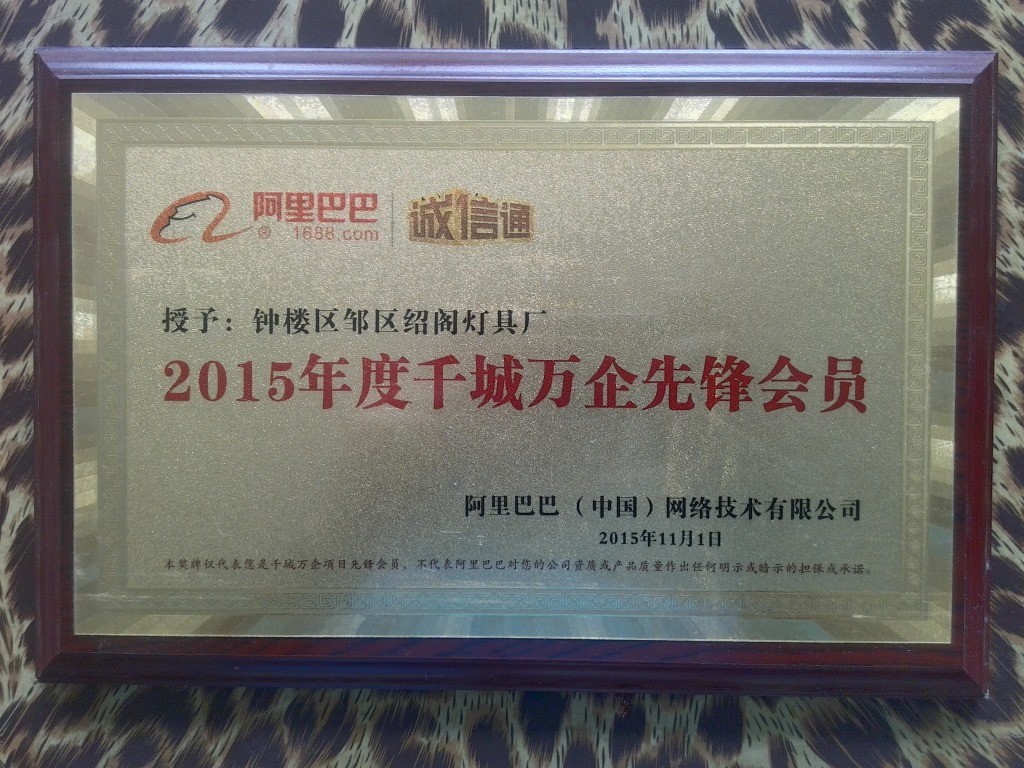 阿里巴巴 诚信通
® 1688.com
授予：钟楼区邹区绍阁灯具厂
2015年度千城万企先锋会员
阿里巴巴（中国）网络技术有限公司
2015年11月1日
本奖牌仅代表您是千城万企项目先锋会员，不代表阿里巴巴对您的公司资质或产品质量作出任何明示或暗示的担保或承诺。